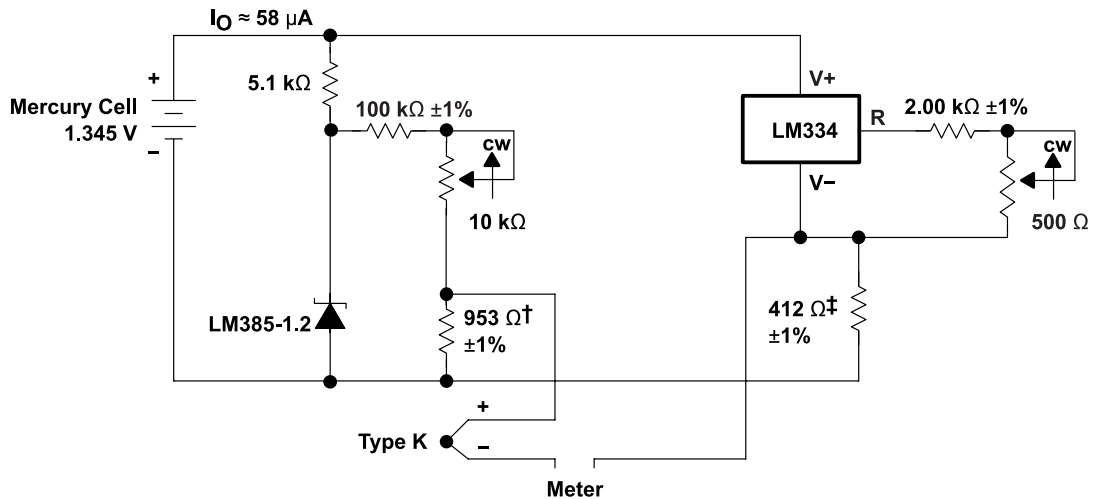 IO ≈ 58 µA
+
Mercury Cell
1.345 V
−
5.1 kΩ
100 kΩ ±1%
cw
10 kΩ
LM385-1.2
953 Ω†
±1%
V+
LM334
R
2.00 kΩ ±1%
cw
V−
500 Ω
412 Ω‡
±1%
+
Type K
−
Meter